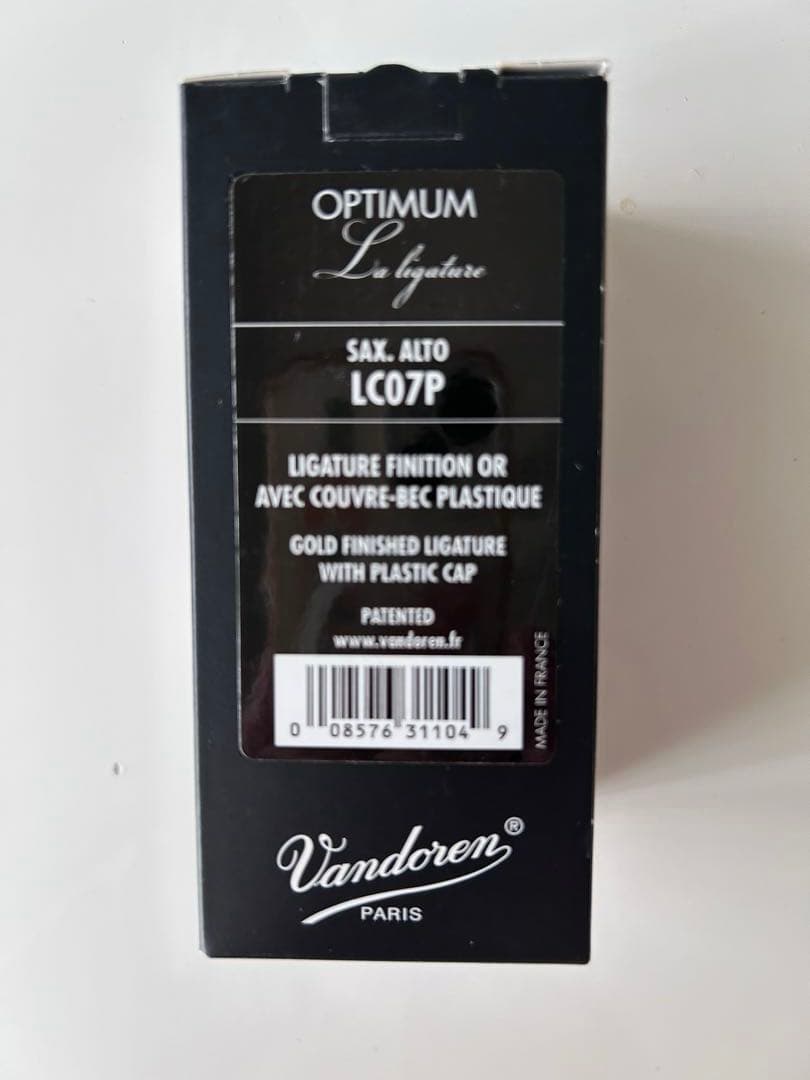 OPTIMUM
La ligature
SAX. ALTO
LC07P
LIGATURE FINITION OR
AVEC COUVRE-BEC PLASTIQUE
GOLD FINISHED LIGATURE
WITH PLASTIC CAP
PATENTED
www.vandoren.fr
MADE IN FRANCE
0 08576 31104 9
Vandoren®
PARIS